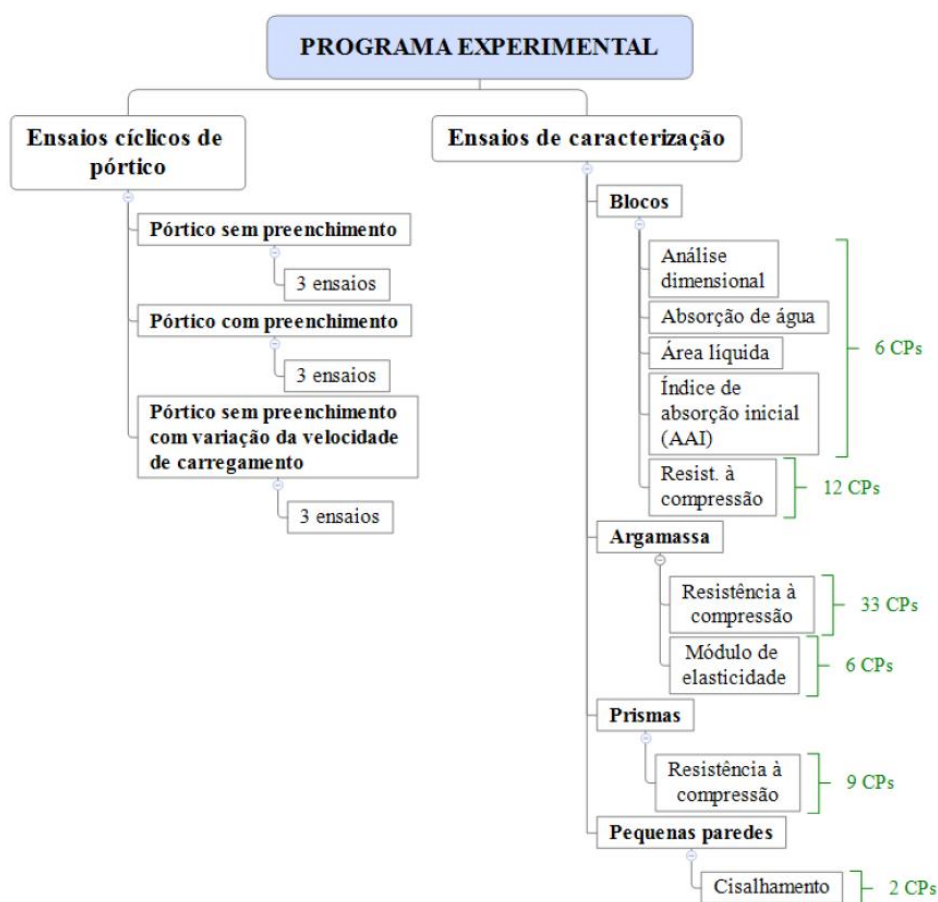 PROGRAMA EXPERIMENTAL
Ensaios cíclicos de
pórtico
Pórtico sem preenchimento
3 ensaios
Pórtico com preenchimento
3 ensaios
Pórtico sem preenchimento
com variação da velocidade
de carregamento
3 ensaios
Ensaios de caracterização
Blocos
Análise
dimensional
Absorção de água
Área líquida
Índice de
absorção inicial
(AAI)
6 CPs
Resist. à
compressão
12 CPs
Argamassa
Resistência à
compressão
33 CPs
Módulo de
elasticidade
6 CPs
Prismas
Resistência à
compressão
9 CPs
Pequenas paredes
Cisalhamento
2 CPs